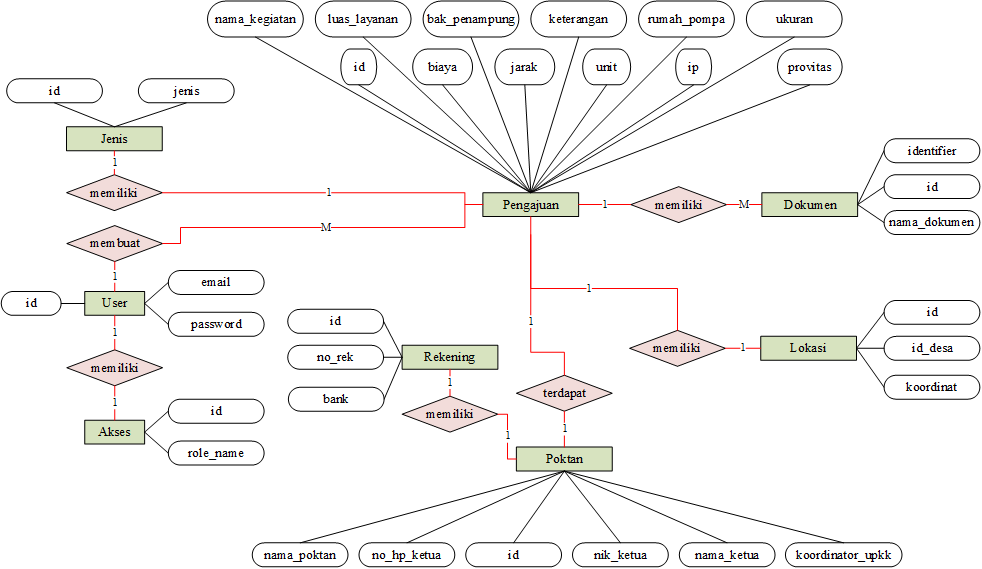 nama_kegiatan
luas_layanan
bak_penampung
keterangan
rumah_pompa
ukuran
id
biaya
jarak
unit
ip
provitas
id
jenis
Jenis
1
memiliki
1
Pengajuan
1
memiliki
M
Dokumen
identifier
id
nama_dokumen
membuat
M
1
id
User
email
password
1
memiliki
1
Akses
id
role_name
1
memiliki
1
Lokasi
id
id_desa
koordinat
id
no_rek
bank
Rekening
1
memiliki
1
1
terdapat
1
Poktan
nama_poktan
no_hp_ketua
id
nik_ketua
nama_ketua
koordinator_upkk